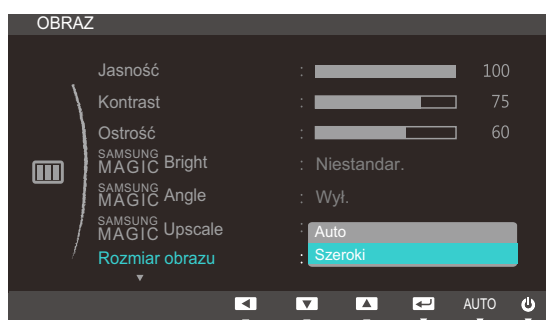 OBRAZ
Jasność : 100
Kontrast : 75
Ostrość : 60
SAMSUNG MAGIC Bright : Niestandar.
SAMSUNG MAGIC Angle : Wył.
SAMSUNG MAGIC Upscale :
Auto
Rozmiar obrazu : Szeroki
AUTO